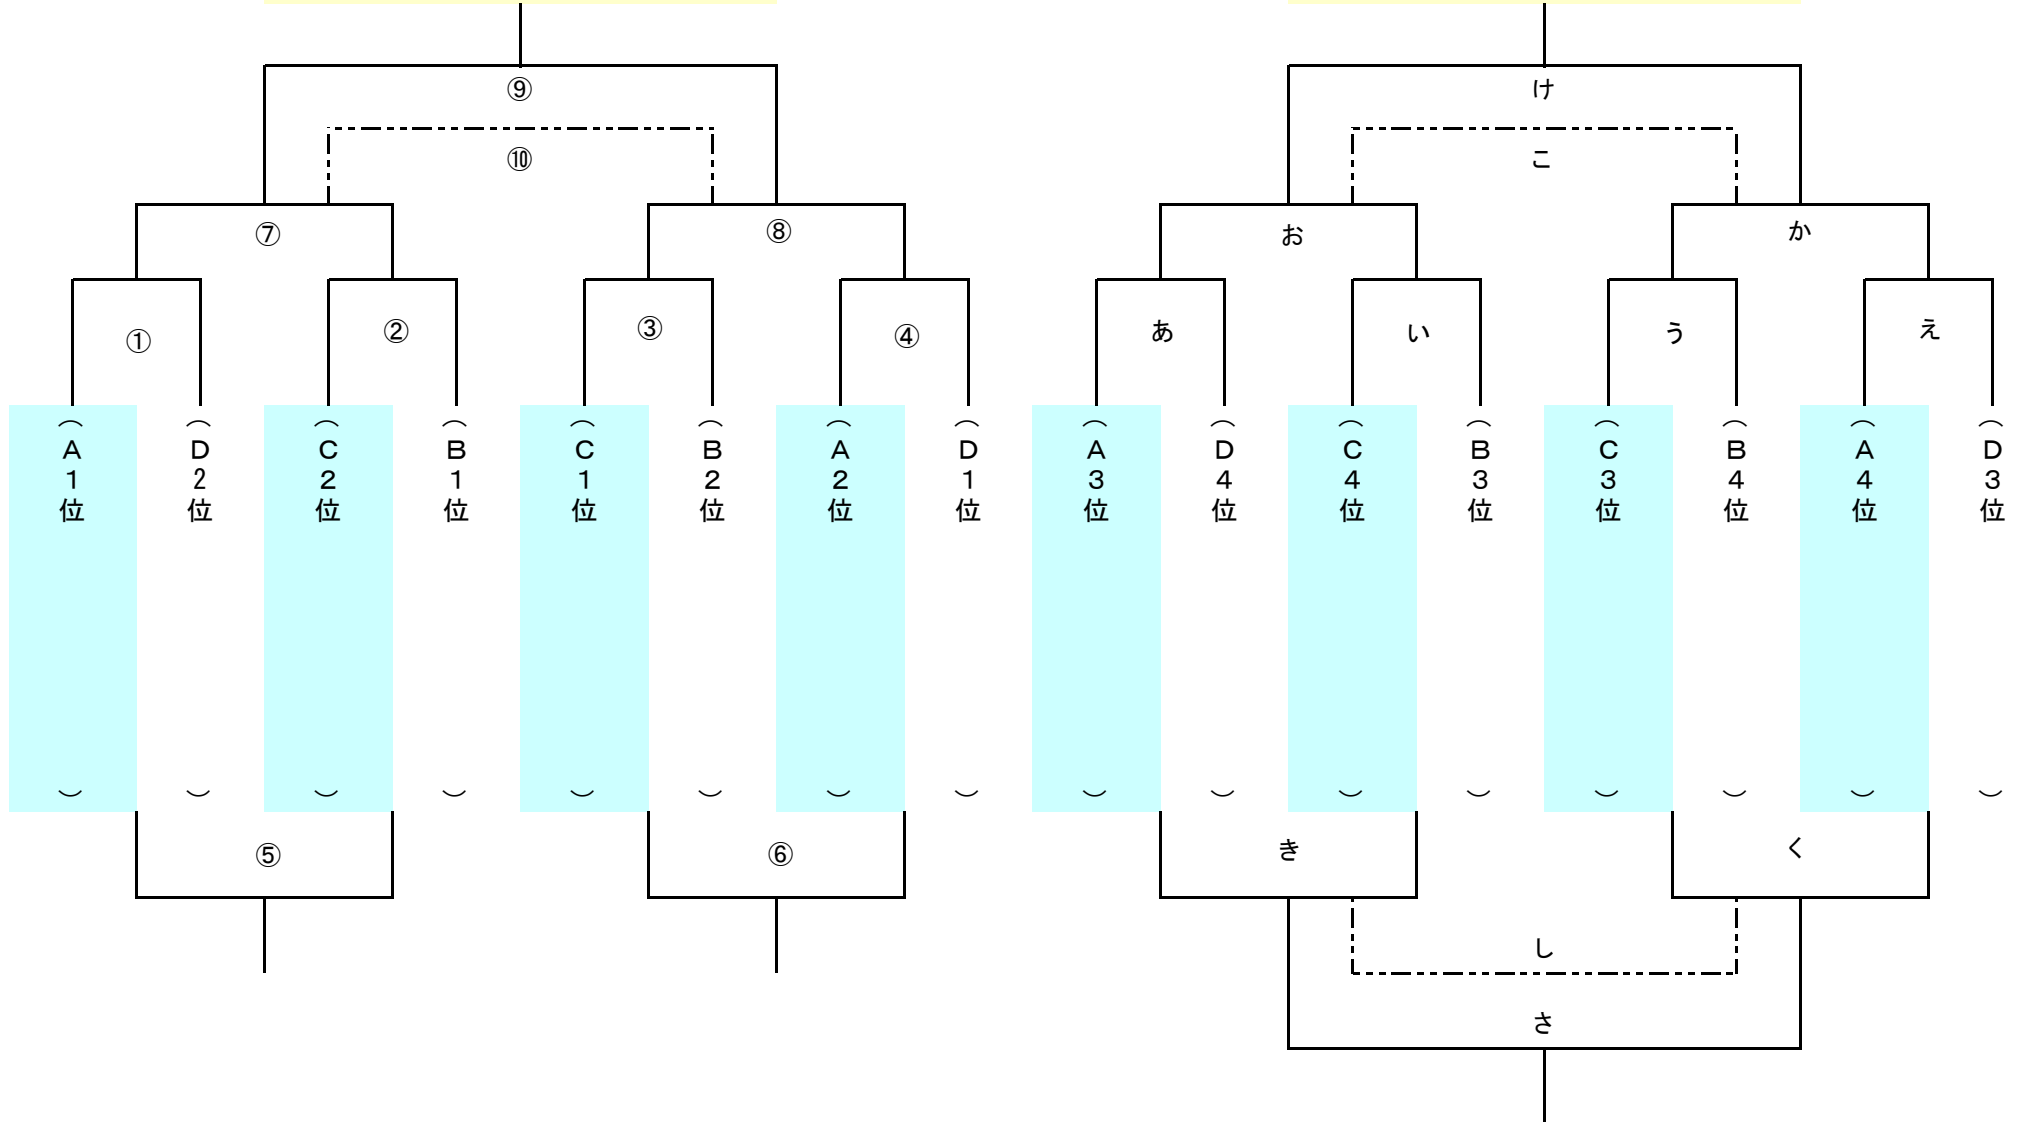 ⑨
け
⑩
こ
⑦
⑧
お
か
①
②
③
④
あ
い
う
え
（A1位　）
（D2位　）
（C2位　）
（B1位　）
（C1位　）
（B2位　）
（A2位　）
（D1位　）
（A3位　）
（D4位　）
（C4位　）
（B3位　）
（C3位　）
（B4位　）
（A4位　）
（D3位　）
⑤
⑥
き
く
し
さ